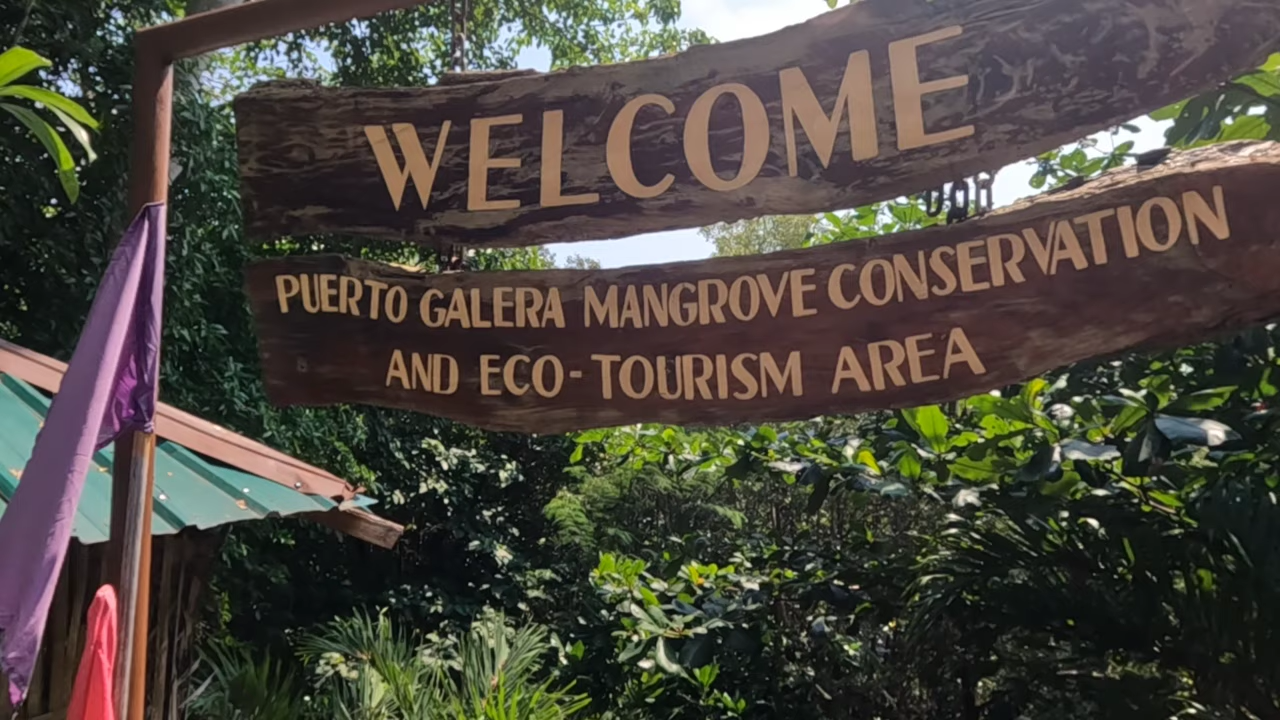 WELCOME
PUERTO GALERA MANGROVE CONSERVATION
AND ECO-TOURISM AREA